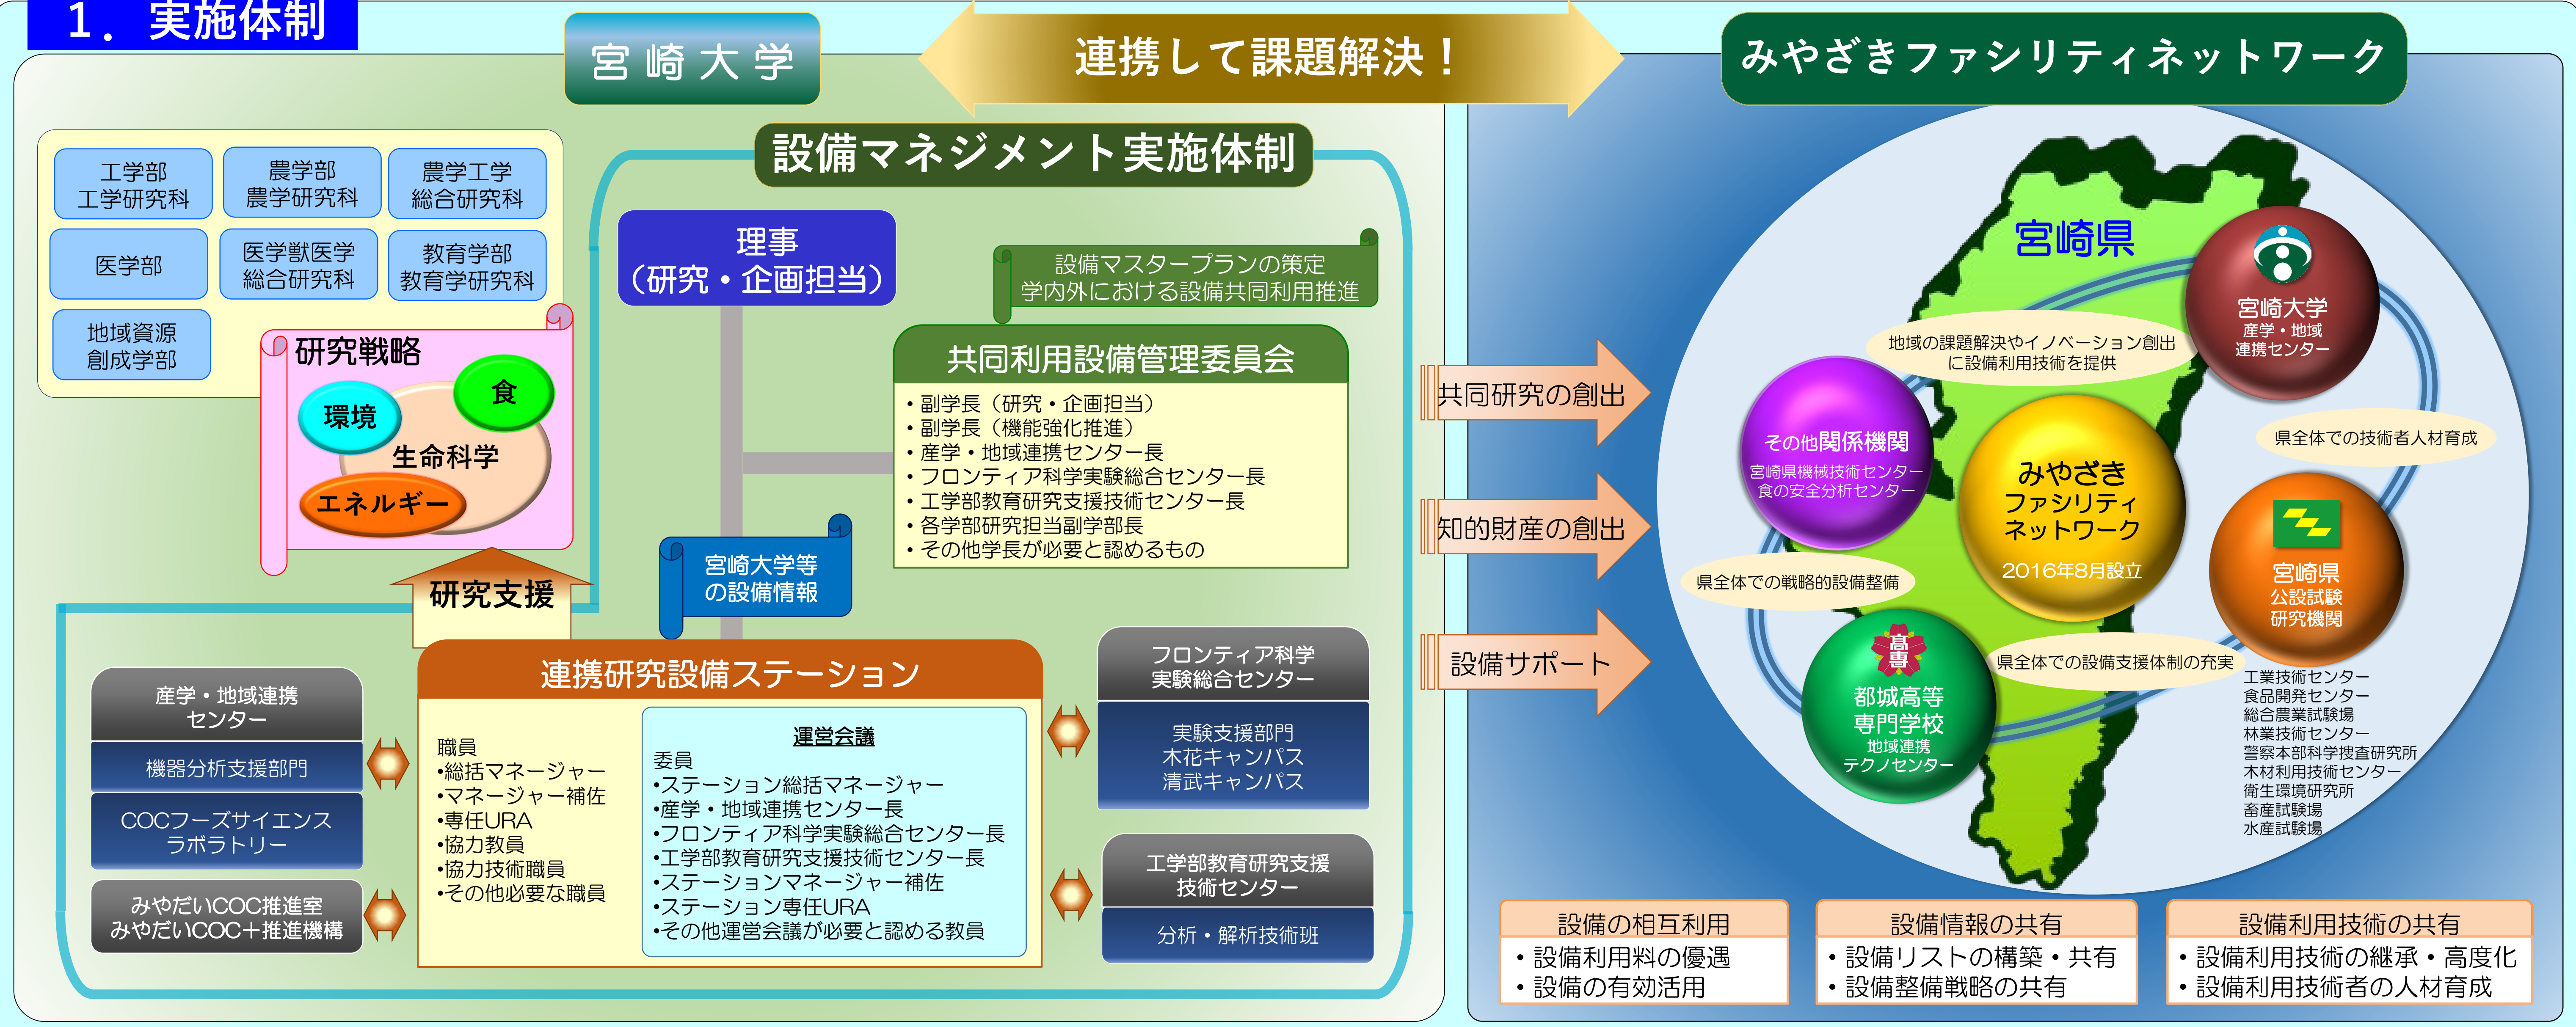 1．実施体制
宮崎大学
連携して課題解決！
みやざきファシリティネットワーク
工学部
工学研究科
農学部
農学研究科
農学工学
総合研究科
医学部
医学獣医学
総合研究科
教育学部
教育学研究科
地域資源
創成学部
研究戦略
環境
食
生命科学
エネルギー
研究支援
設備マネジメント実施体制
理事
（研究・企画担当）
設備マスタープランの策定
学内外における設備共同利用推進
共同利用設備管理委員会
・副学長（研究・企画担当）
・副学長（機能強化推進）
・産学・地域連携センター長
・フロンティア科学実験総合センター長
・工学部教育研究支援技術センター長
・各学部研究担当副学部長
・その他学長が必要と認めるもの
宮崎大学等
の設備情報
産学・地域連携
センター
機器分析支援部門
COCフーズサイエンス
ラボラトリー
みやだいCOC推進室
みやだいCOC＋推進機構
連携研究設備ステーション
職員
•総括マネージャー
•マネージャー補佐
•専任URA
•協力教員
•協力技術職員
•その他必要な職員
運営会議
委員
•ステーション総括マネージャー
•産学・地域連携センター長
•フロンティア科学実験総合センター長
•工学部教育研究支援技術センター長
•ステーションマネージャー補佐
•ステーション専任URA
•その他運営会議が必要と認める教員
フロンティア科学
実験総合センター
実験支援部門
木花キャンパス
清武キャンパス
工学部教育研究支援
技術センター
分析・解析技術班
共同研究の創出
知的財産の創出
設備サポート
宮崎県
宮崎大学
産学・地域
連携センター
地域の課題解決やイノベーション創出
に設備利用技術を提供
その他関係機関
宮崎県機械技術センター
食の安全分析センター
県全体での技術者人材育成
みやざき
ファシリティ
ネットワーク
2016年8月設立
宮崎県
公設試験
研究機関
県全体での戦略的設備整備
高専
都城高等
専門学校
地域連携
テクノセンター
県全体での設備支援体制の充実
工業技術センター
食品開発センター
総合農業試験場
林業技術センター
警察本部科学捜査研究所
木材利用技術センター
衛生環境研究所
畜産試験場
水産試験場
設備の相互利用
・設備利用料の優遇
・設備の有効活用
設備情報の共有
・設備リストの構築・共有
・設備整備戦略の共有
設備利用技術の共有
・設備利用技術の継承・高度化
・設備利用技術者の人材育成